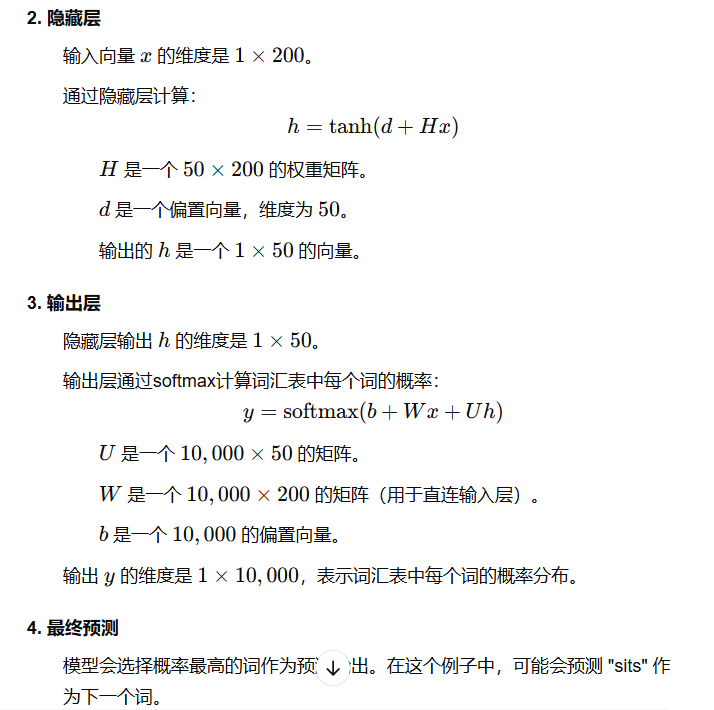 2. 隐藏层
输入向量 x 的维度是 1 × 200。
通过隐藏层计算：
h = tanh(d + Hx)
H 是一个 50 × 200 的权重矩阵。
d 是一个偏置向量，维度为 50。
输出的 h 是一个 1 × 50 的向量。
3. 输出层
隐藏层输出 h 的维度是 1 × 50。
输出层通过softmax计算词汇表中每个词的概率：
y = softmax(b + Wx + Uh)
U 是一个 10,000 × 50 的矩阵。
W 是一个 10,000 × 200 的矩阵（用于直连输入层）。
b 是一个 10,000 的偏置向量。
输出 y 的维度是 1 × 10,000，表示词汇表中每个词的概率分布。
4. 最终预测
模型会选择概率最高的词作为预出。在这个例子中，可能会预测 "sits" 作
为下一个词。